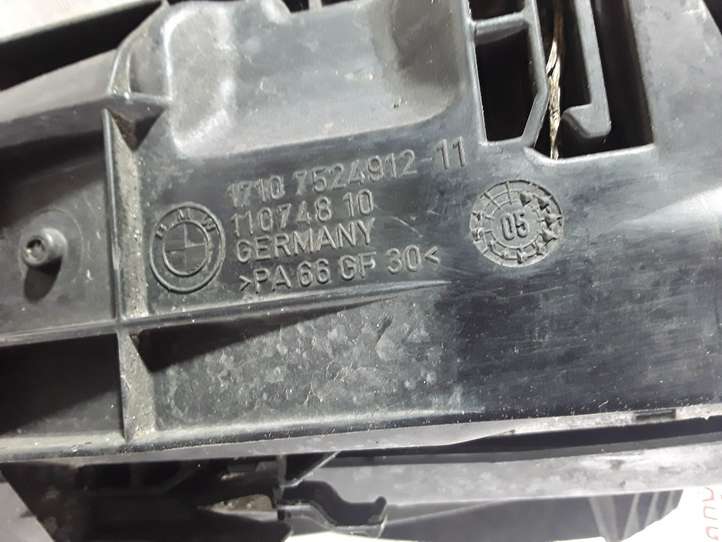 1710 7524912-11
110748 10
GERMANY
>PA 66 GF 30<
BMW
05